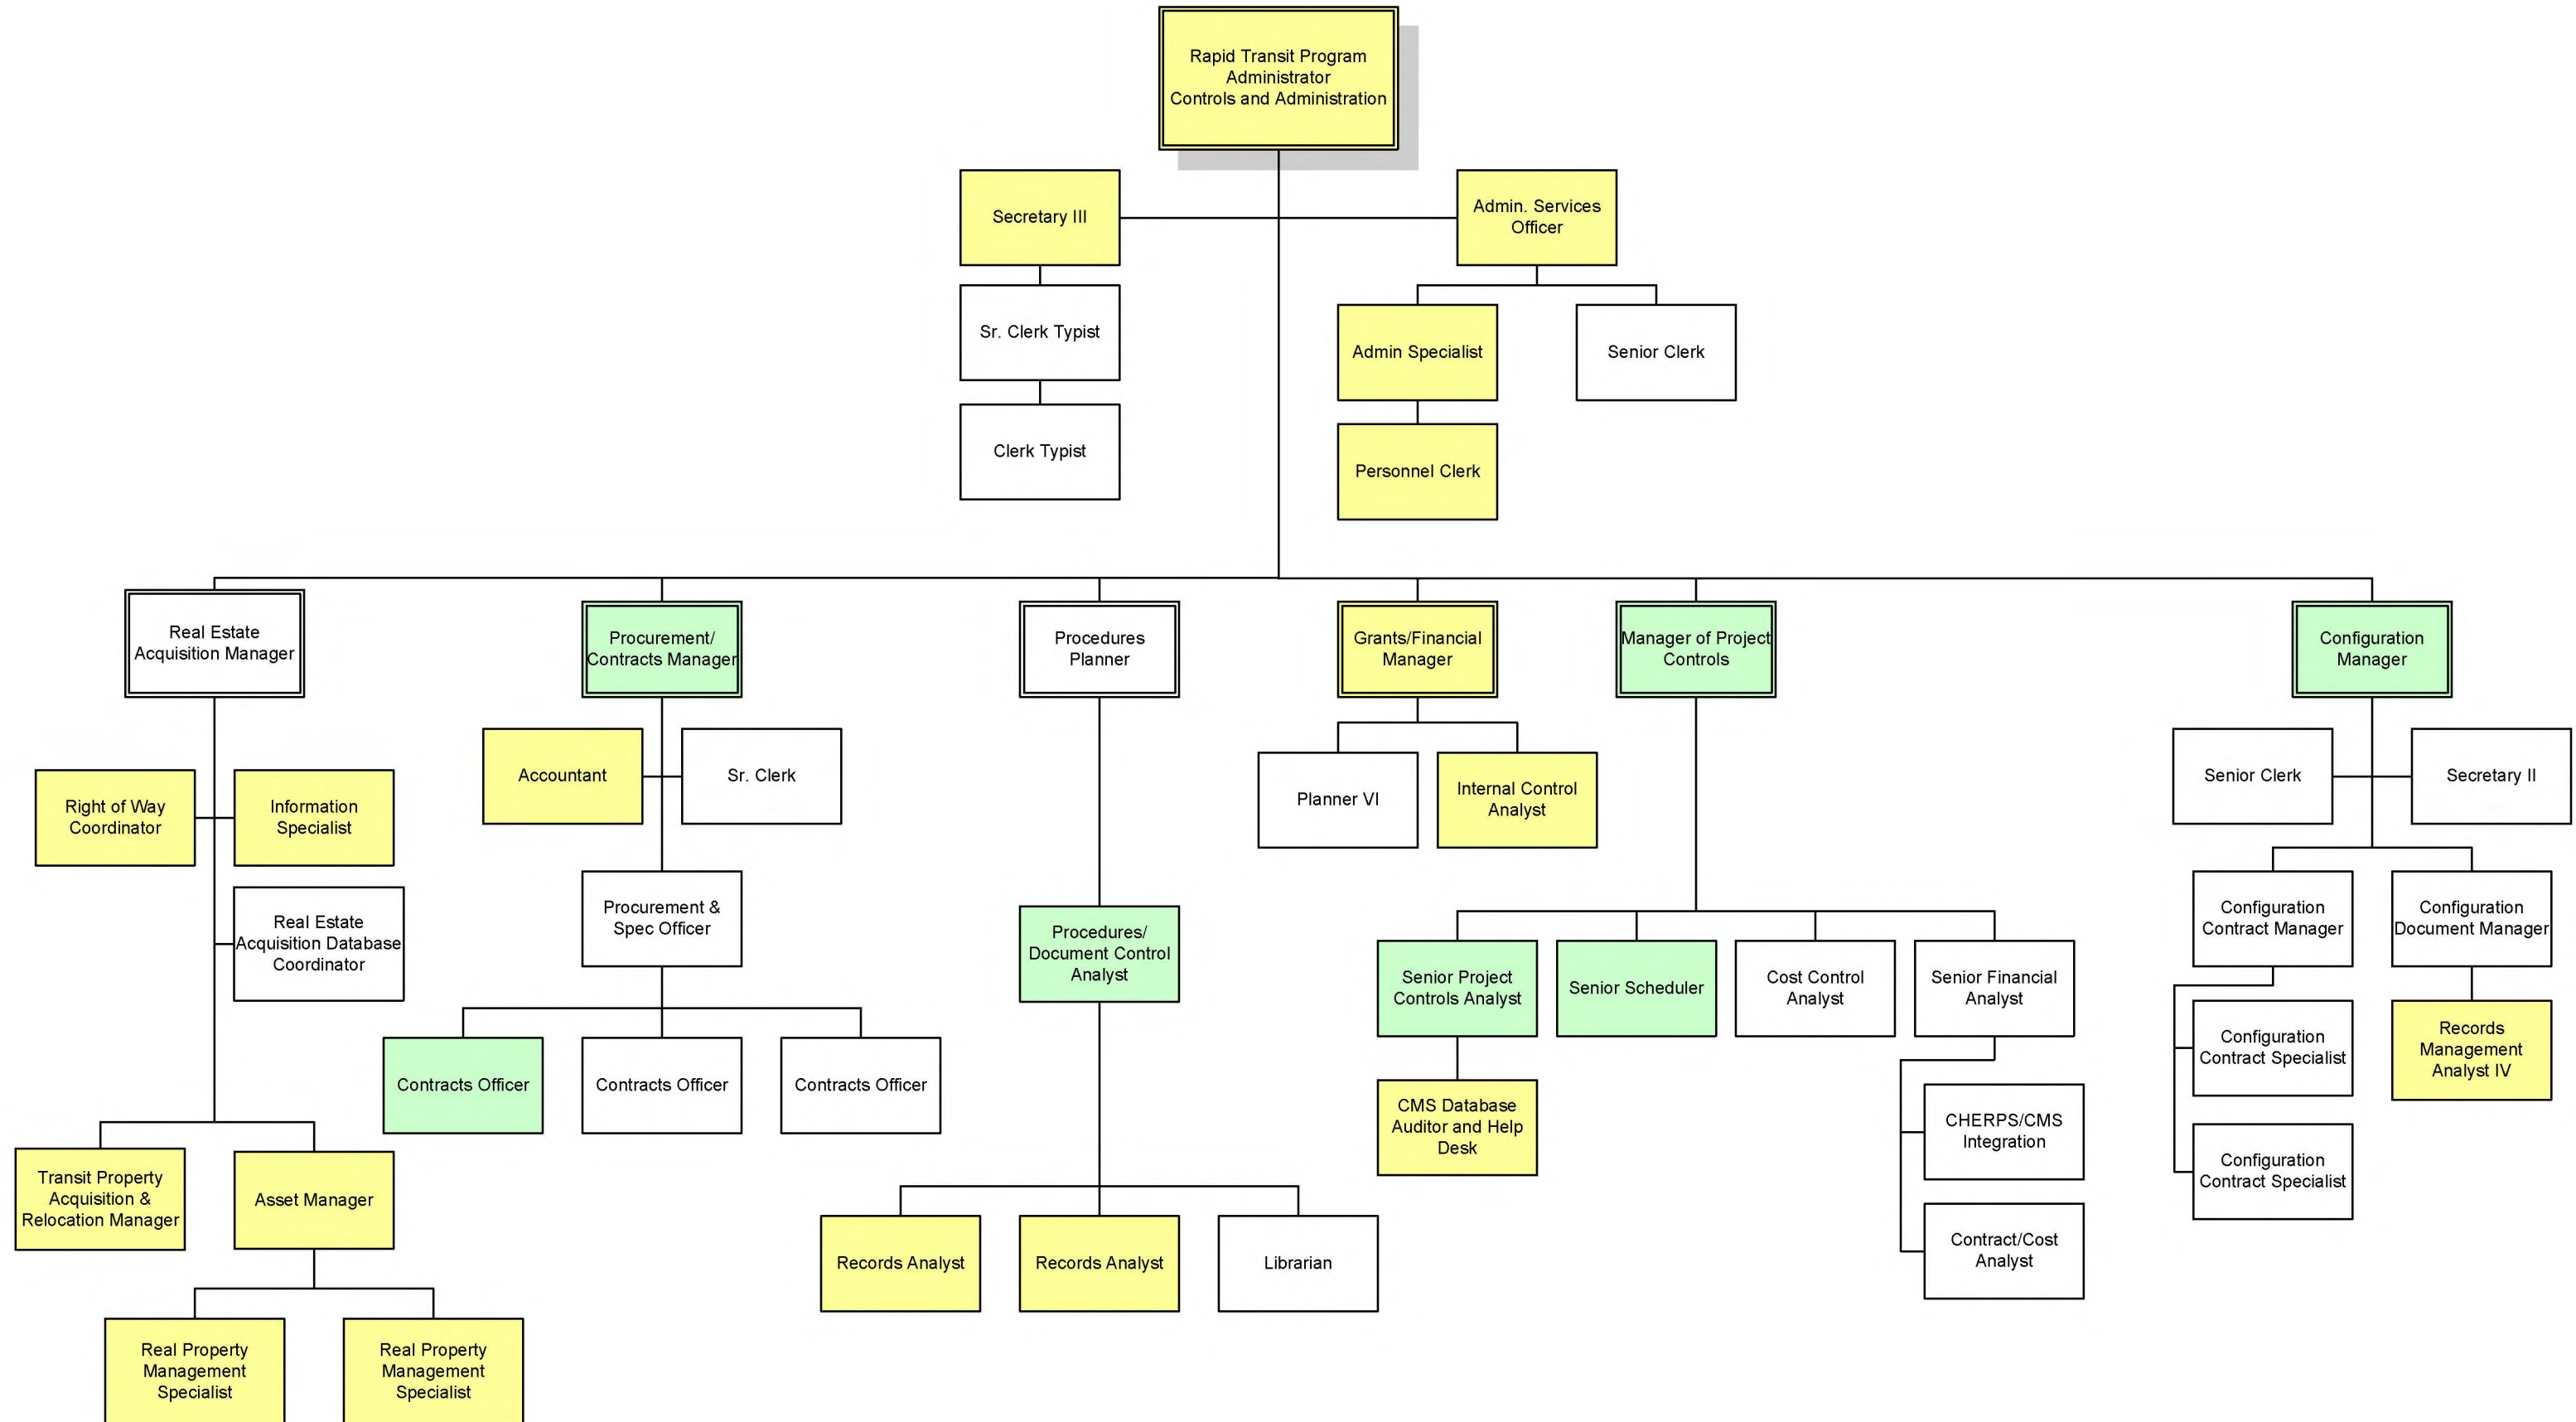 Rapid Transit Program
Administrator
Controls and Administration
Secretary III
Admin. Services
Officer
Sr. Clerk Typist
Admin Specialist
Senior Clerk
Clerk Typist
Personnel Clerk
Real Estate
Acquisition Manager
Procurement/
Contracts Manager
Procedures
Planner
Grants/Financial
Manager
Manager of Project
Controls
Configuration
Manager
Right of Way
Coordinator
Information
Specialist
Real Estate
Acquisition Database
Coordinator
Transit Property
Acquisition &
Relocation Manager
Asset Manager
Real Property
Management
Specialist
Real Property
Management
Specialist
Accountant
Sr. Clerk
Procurement &
Spec Officer
Contracts Officer
Contracts Officer
Contracts Officer
Procedures/
Document Control
Analyst
Records Analyst
Records Analyst
Librarian
Planner VI
Internal Control
Analyst
Senior Project
Controls Analyst
Senior Scheduler
Cost Control
Analyst
Senior Financial
Analyst
CMS Database
Auditor and Help
Desk
CHERPS/CMS
Integration
Contract/Cost
Analyst
Senior Clerk
Secretary II
Configuration
Contract Manager
Configuration
Document Manager
Configuration
Contract Specialist
Records
Management
Analyst IV
Configuration
Contract Specialist